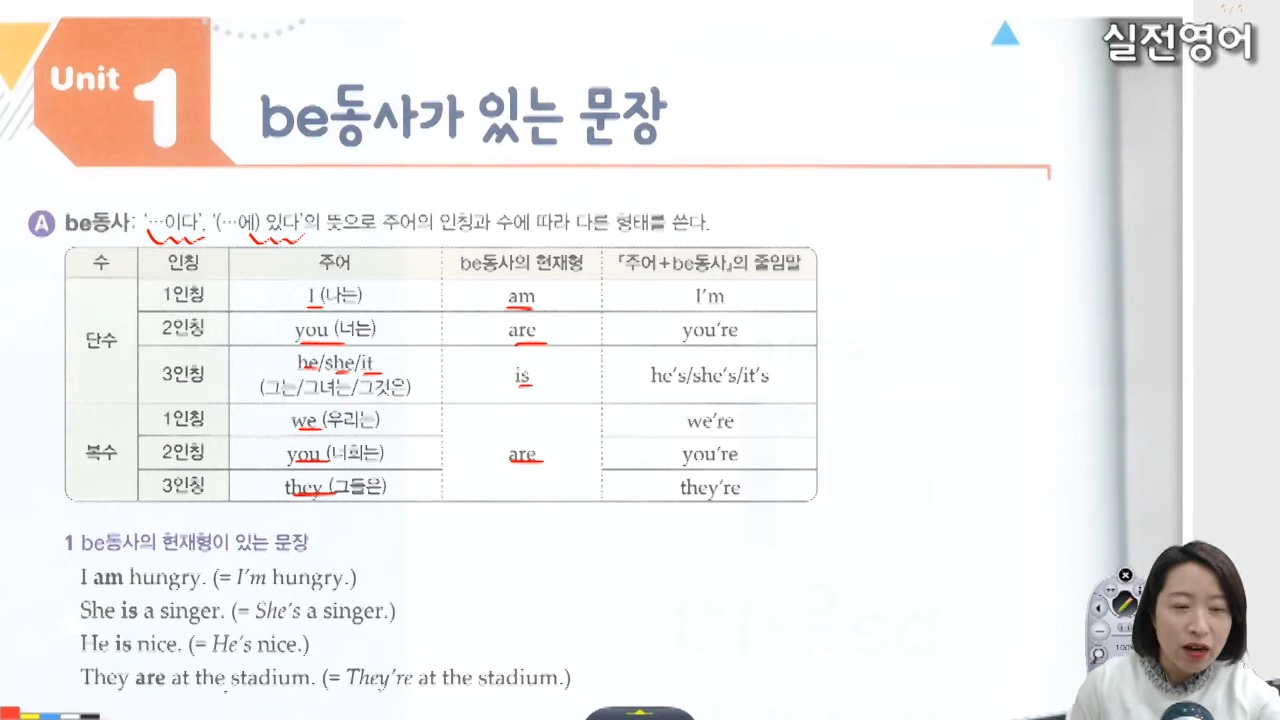 실전영어
Unit 1
be동사가 있는 문장
A be동사: ‘…이다’, ‘(…에) 있다’의 뜻으로 주어의 인칭과 수에 따라 다른 형태를 쓴다.
수 인칭 주어 be동사의 현재형 『주어+be동사』의 줄임말
단수 1인칭 I (나는) am I’m
2인칭 you (너는) are you’re
3인칭 he/she/it is he’s/she’s/it’s
(그는/그녀는/그것은)
복수 1인칭 we (우리는) are we’re
2인칭 you (너희는) you’re
3인칭 they (그들은) they’re
1 be동사의 현재형이 있는 문장
I am hungry. (= I’m hungry.)
She is a singer. (= She’s a singer.)
He is nice. (= He’s nice.)
They are at the stadium. (= They’re at the stadium.)